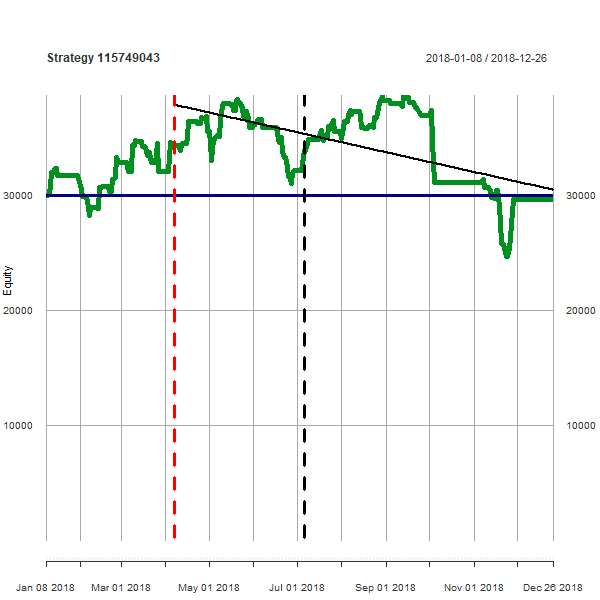 Strategy 115749043
2018-01-08 / 2018-12-26
30000
30000
Equity
20000
20000
10000
10000
Jan 08 2018
Mar 01 2018
May 01 2018
Jul 01 2018
Sep 01 2018
Nov 01 2018
Dec 26 2018